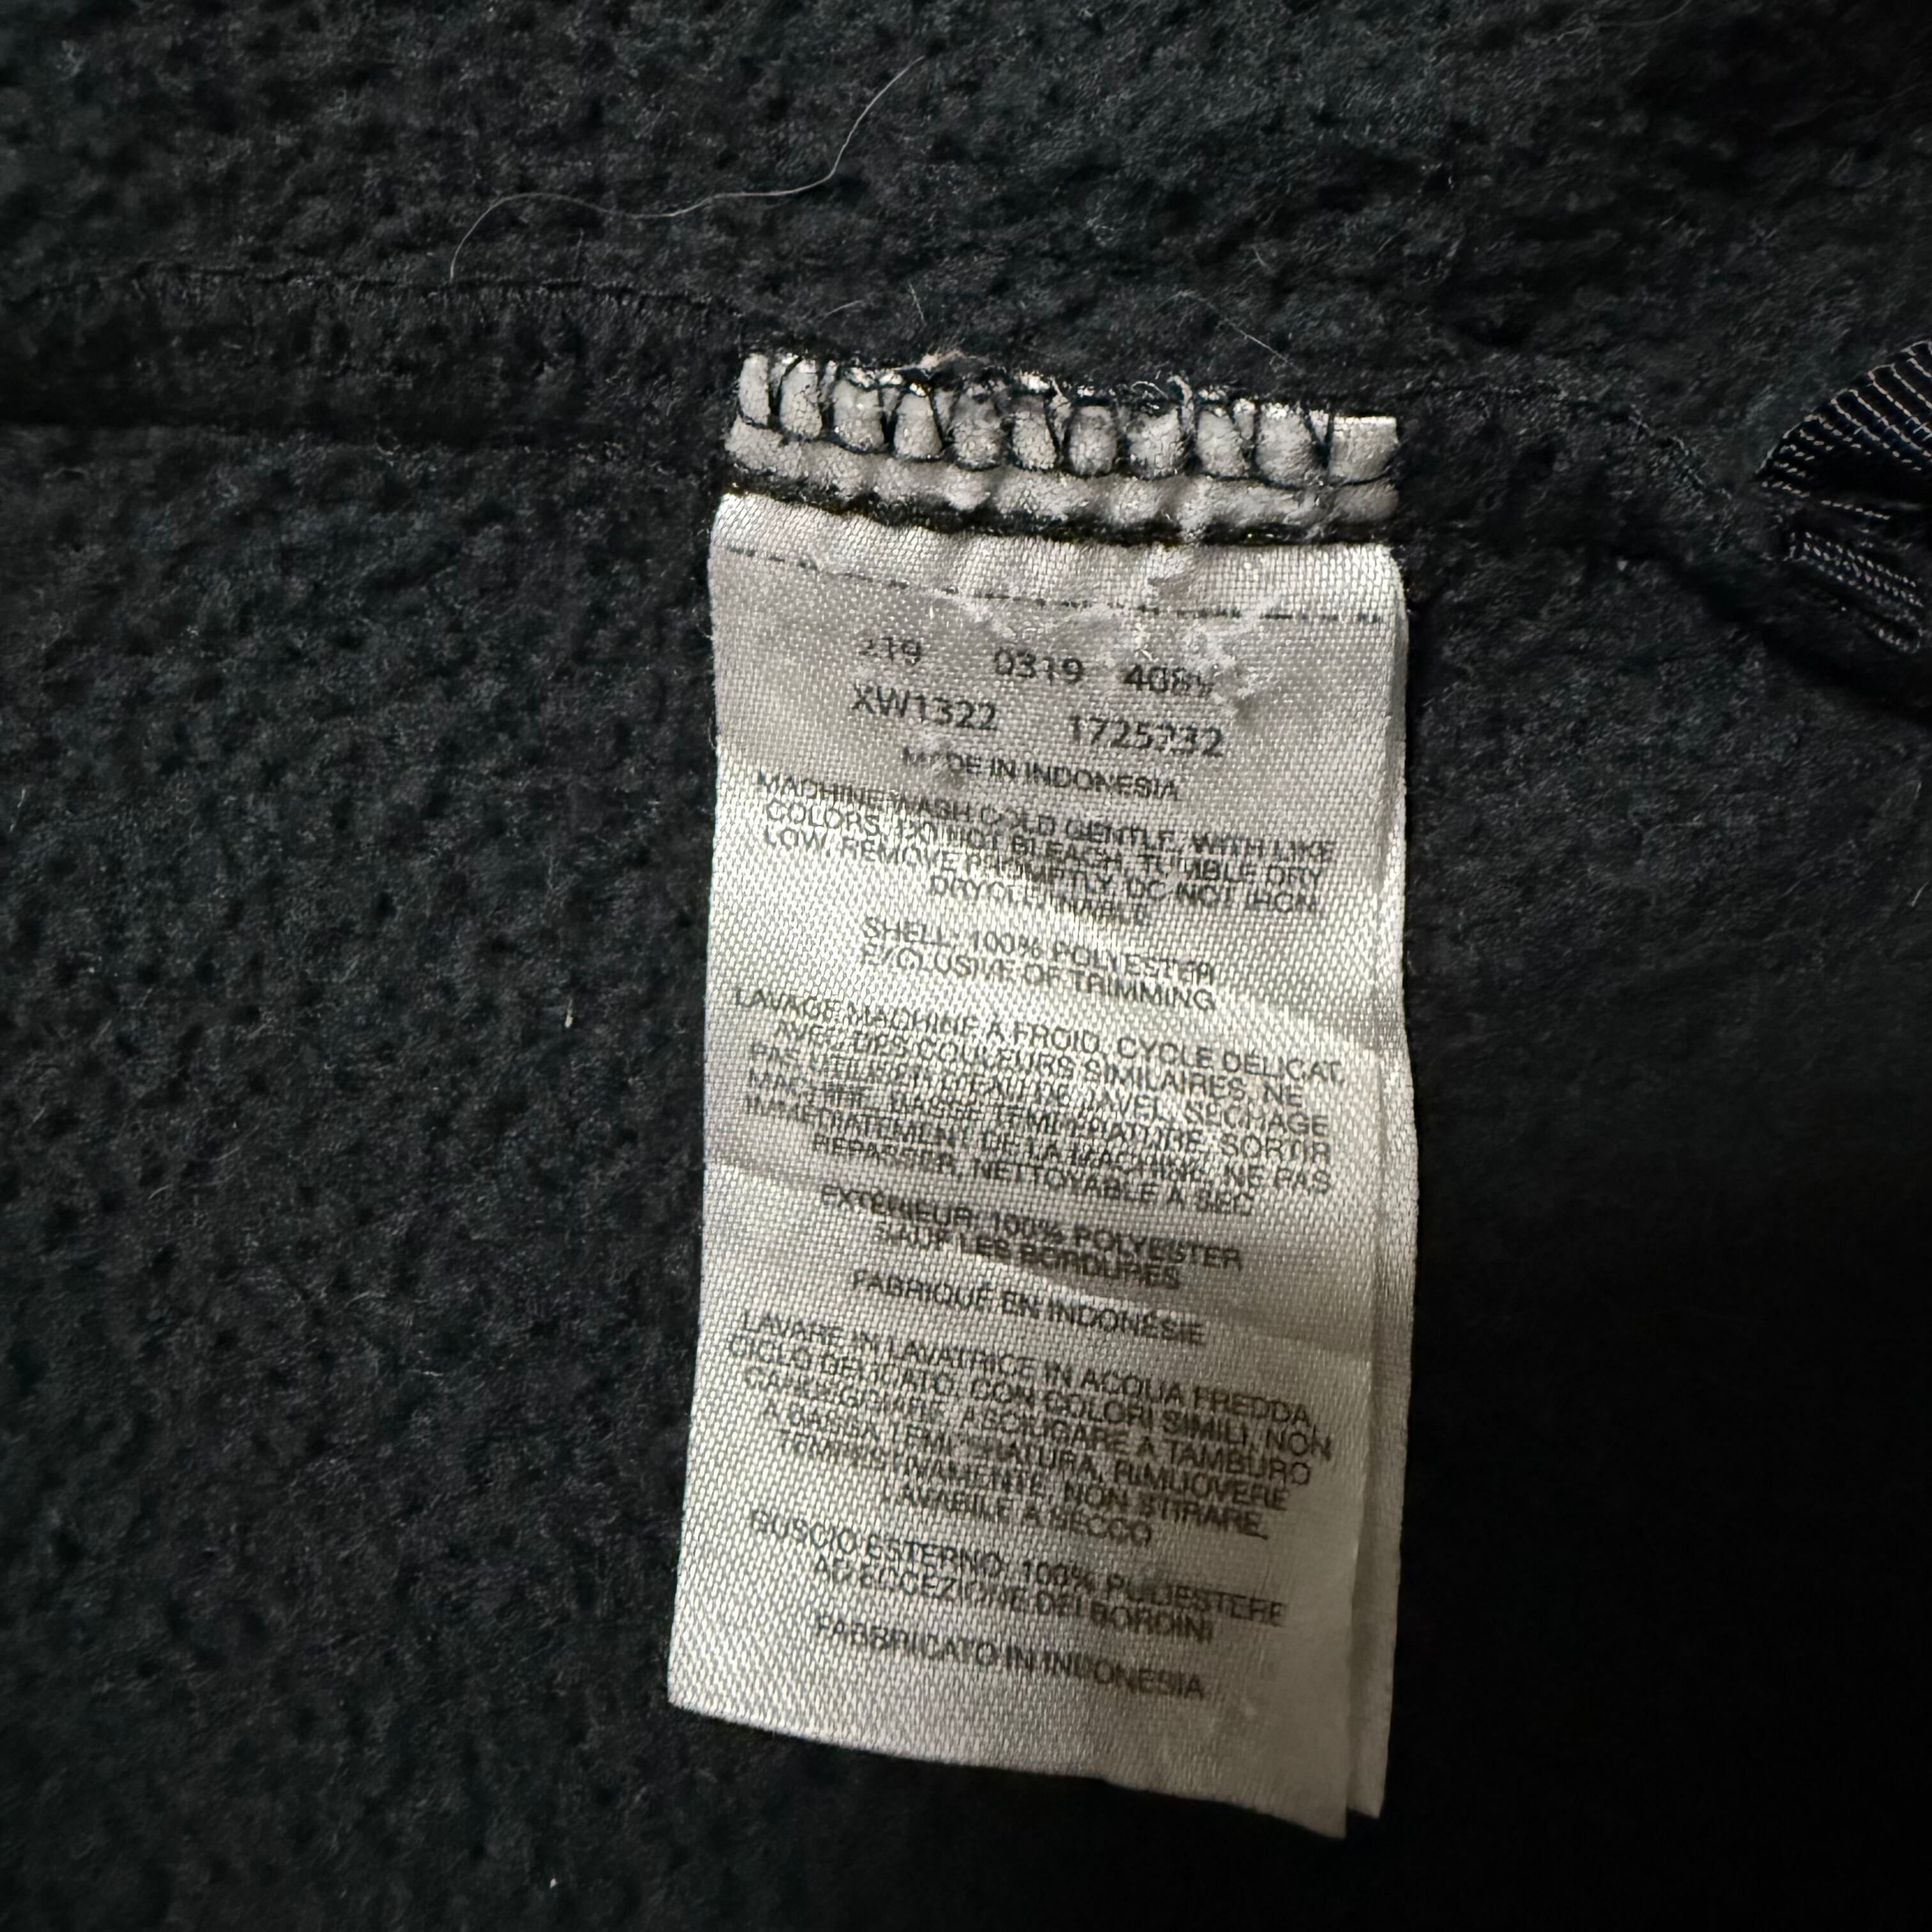 0319
XW1322
MADE IN INDONESIA
MACHINE WASH COLD GENTLE, WITH LIKE
COLORS, DO NOT BLEACH, TUMBLE DRY
LOW, REMOVE PROMPTLY, DO NOT IRON,
DRYCLEANABLE
SHELL: 100% POLYESTER
EXCLUSIVE OF TRIMMING
LAVAGE MACHINE A FROID, CYCLE DÉLICAT,
AVEC DES COULEURS SIMILAIRES, NE
PAS UTILISER D'EAU DE JAVEL, SÉCHAGE
MACHINE, BASSE TEMPÉRATURE, SORTIR
IMMÉDIATEMENT DE LA MACHINE, NE PAS
REPASSER, NETTOYABLE À SEC
EXTÉRIEUR: 100% POLYESTER
SAUF LES BORDURES
FABRIQUÉ EN INDONÉSIE
LAVARE IN LAVATRICE IN ACQUA FREDDA,
CICLO DELICATO, CON COLORI SIMILI, NON
CANDEGGIARE, ASCIUGARE A TAMBURO
A BASSA TEMPERATURA, RIMUOVERE
TEMPESTIVAMENTE, NON STIRARE,
LAVABILE A SECCO
GUSCIO ESTERNO: 100% POLIESTERE
AD ECCEZIONE DEI BORDINI
FABBRICATO IN INDONESIA